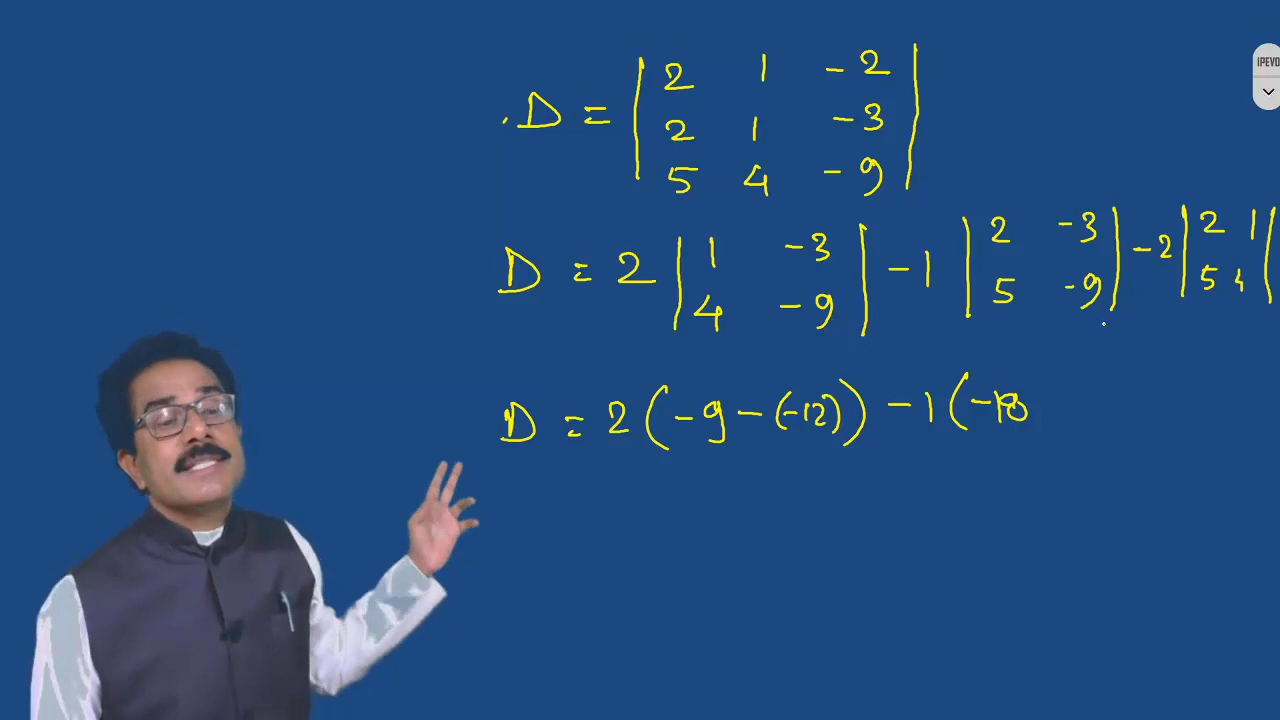 IPEVO
. D = | 2 1 -2 |
| 2 1 -3 |
| 5 4 -9 |
D = 2 | 1 -3 | -1 | 2 -3 | -2 | 2 1 |
| 4 -9 | | 5 -9 | | 5 4 |
D = 2 ( -9 - (-12) ) -1 ( -18